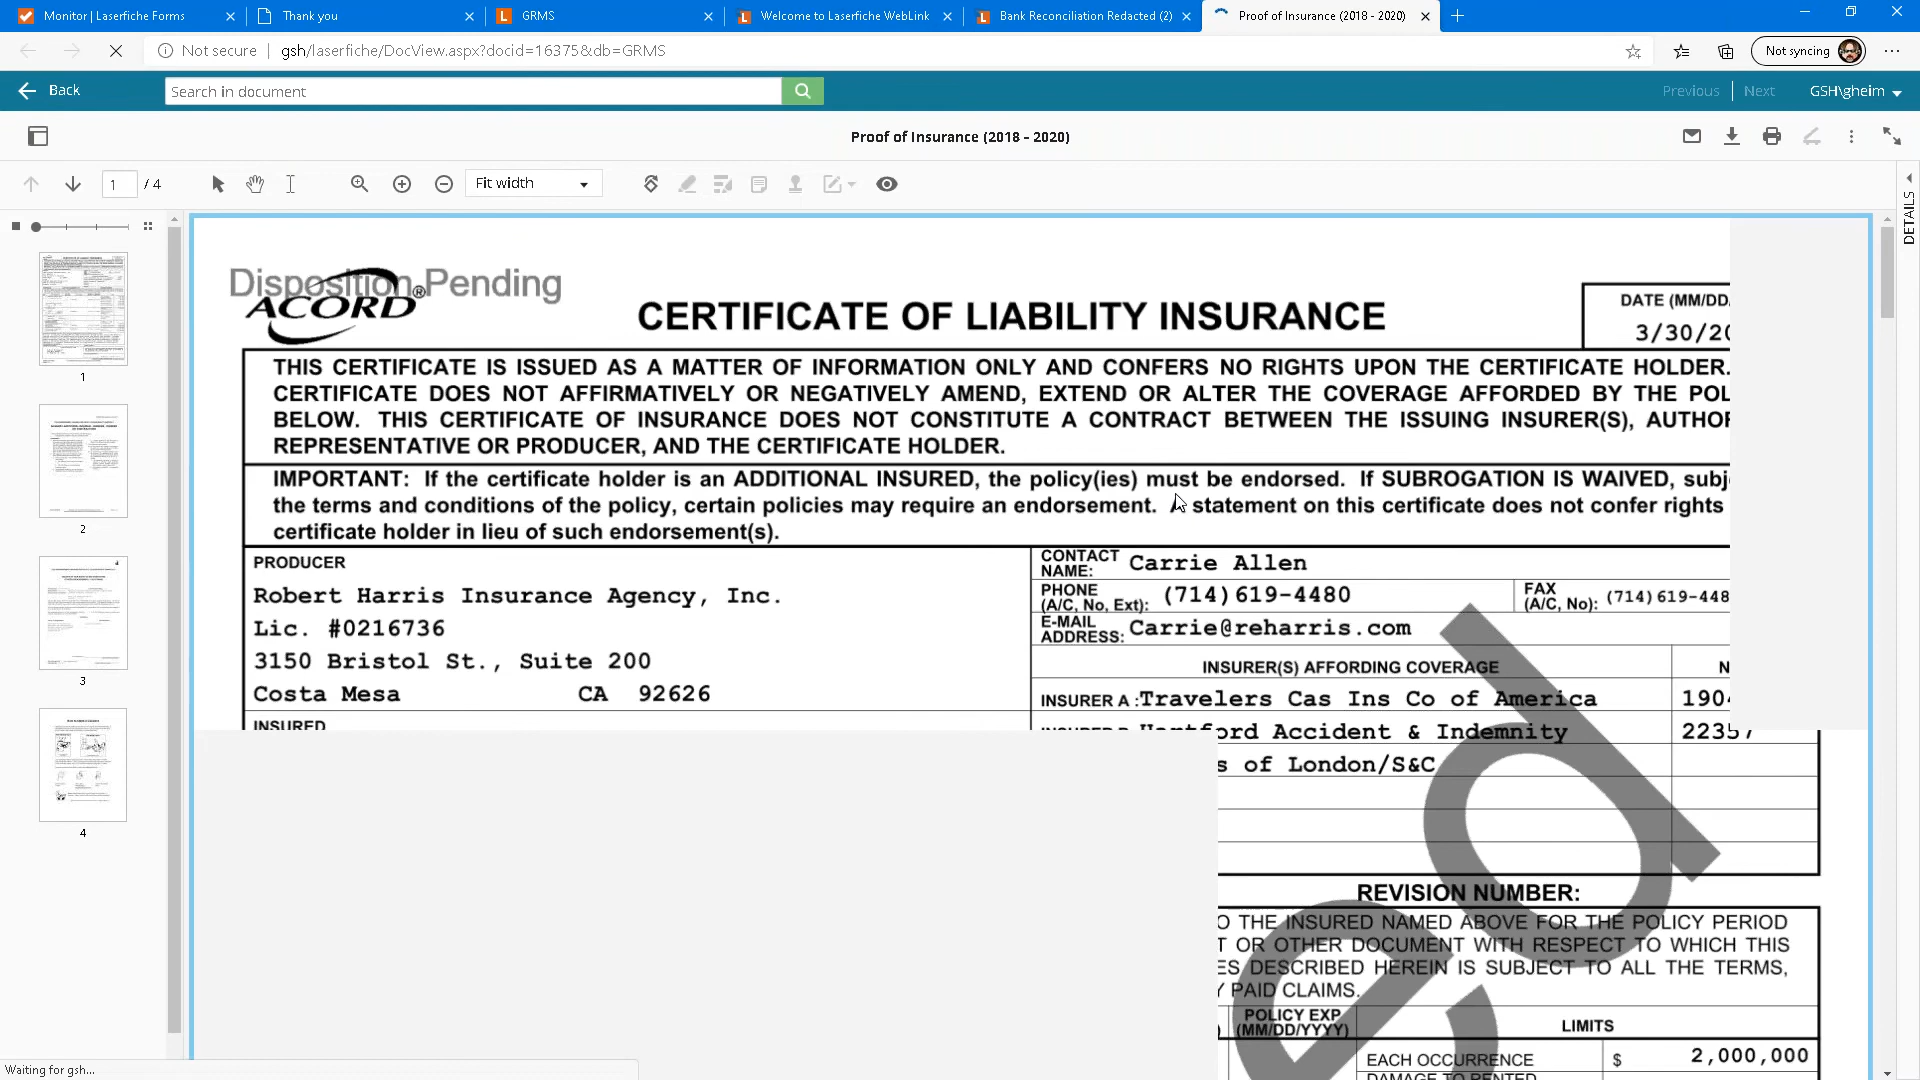 Monitor | Laserfiche Forms
Thank you
GRMS
Welcome to Laserfiche WebLink
Bank Reconciliation Redacted (2)
Proof of Insurance (2018 - 2020)
Not secure
gsh/laserfiche/DocView.aspx?docid=16375&db=GRMS
Not syncing
Back
Search in document
Previous
Next
GSH\gheim
Proof of Insurance (2018 - 2020)
1 / 4
Fit width
DETAILS
1
2
3
4
Disposition Pending
ACORD®
CERTIFICATE OF LIABILITY INSURANCE
DATE (MM/DD
3/30/20
THIS CERTIFICATE IS ISSUED AS A MATTER OF INFORMATION ONLY AND CONFERS NO RIGHTS UPON THE CERTIFICATE HOLDER.
CERTIFICATE DOES NOT AFFIRMATIVELY OR NEGATIVELY AMEND, EXTEND OR ALTER THE COVERAGE AFFORDED BY THE POL
BELOW. THIS CERTIFICATE OF INSURANCE DOES NOT CONSTITUTE A CONTRACT BETWEEN THE ISSUING INSURER(S), AUTHOR
REPRESENTATIVE OR PRODUCER, AND THE CERTIFICATE HOLDER.
IMPORTANT: If the certificate holder is an ADDITIONAL INSURED, the policy(ies) must be endorsed. If SUBROGATION IS WAIVED, subj
the terms and conditions of the policy, certain policies may require an endorsement. A statement on this certificate does not confer rights
certificate holder in lieu of such endorsement(s).
PRODUCER
Robert Harris Insurance Agency, Inc.
Lic. #0216736
3150 Bristol St., Suite 200
Costa Mesa CA 92626
INSURED
CONTACT NAME: Carrie Allen
PHONE (A/C, No, Ext): (714)619-4480
FAX (A/C, No): (714)619-448
E-MAIL ADDRESS: Carrie@reharris.com
INSURER(S) AFFORDING COVERAGE
N
INSURER A :Travelers Cas Ins Co of America 190
Hartford Accident & Indemnity 22357
s of London/S&C
REVISION NUMBER:
O THE INSURED NAMED ABOVE FOR THE POLICY PERIOD
T OR OTHER DOCUMENT WITH RESPECT TO WHICH THIS
ES DESCRIBED HEREIN IS SUBJECT TO ALL THE TERMS,
Y PAID CLAIMS.
POLICY EXP
(MM/DD/YYYY)
LIMITS
EACH OCCURRENCE $ 2,000,000
DAMAGE TO RENTED
ed
Waiting for gsh...